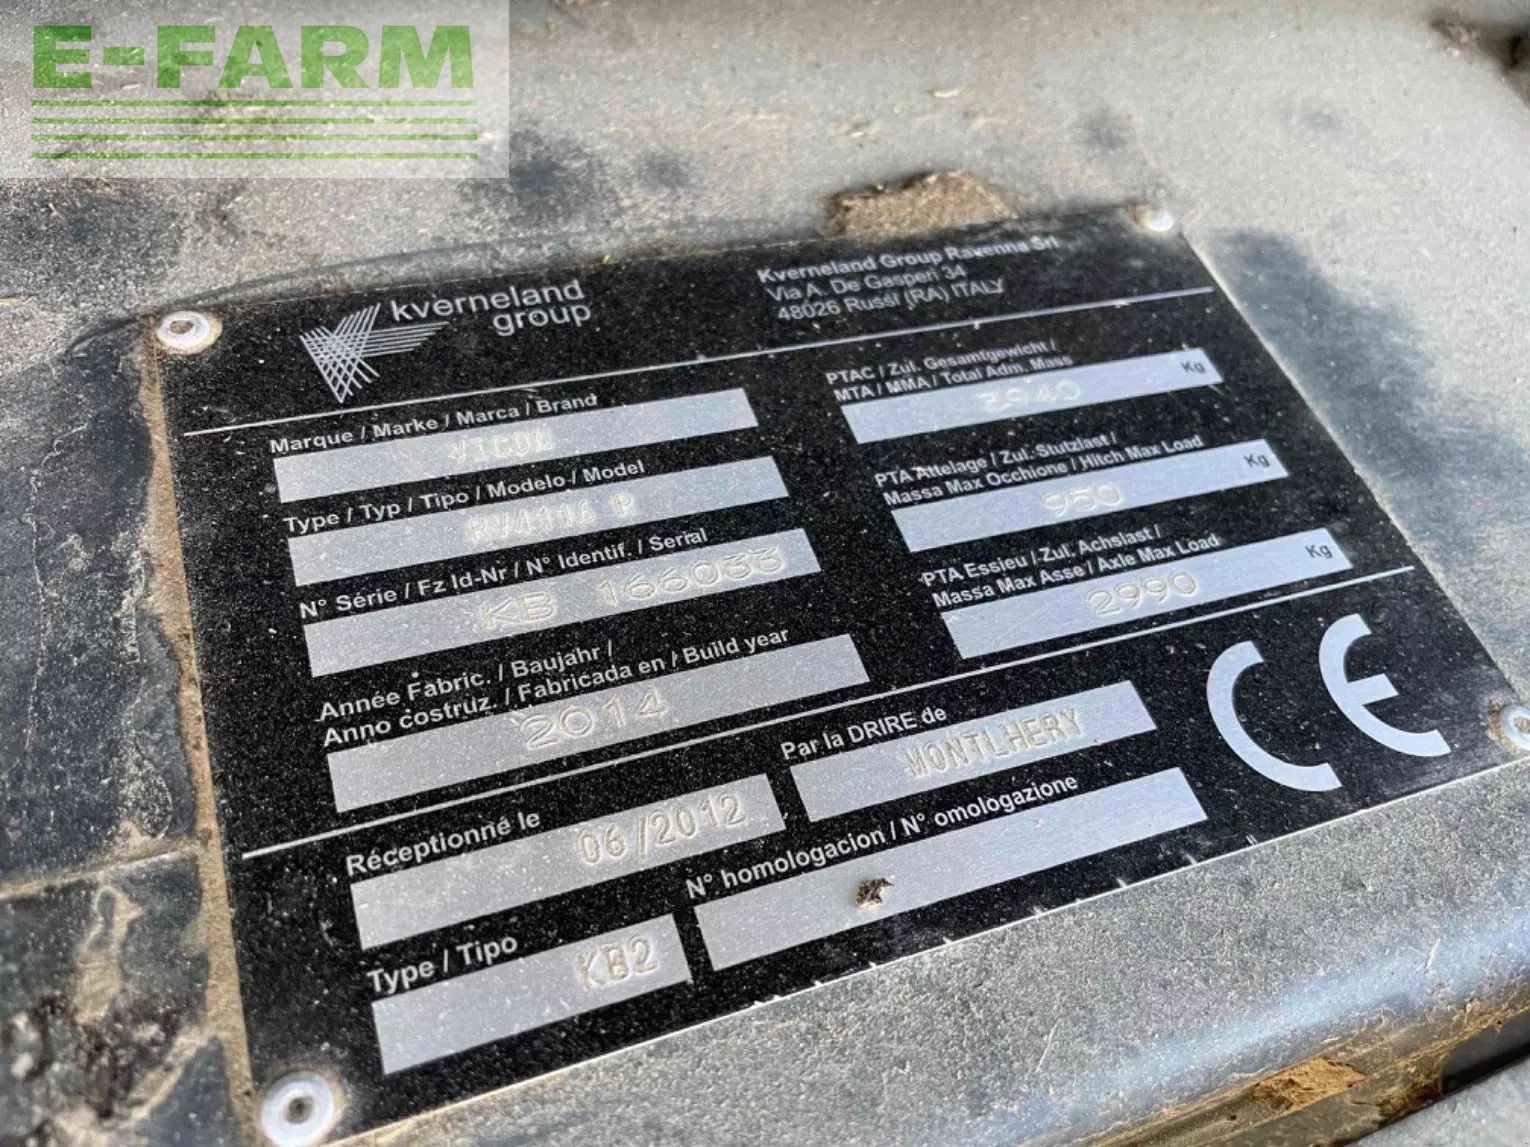 E-FARM
kverneland
group
Kverneland Group Ravenna Srl
Via A. De Gasperi 34
48026 Russi (RA) ITALY
Marque / Marke / Marca / Brand
VICON
Type / Typ / Tipo / Modelo / Model
RV4116 R
N° Série / Fz Id-Nr / N° Identif. / Serial
KB 166033
Année Fabric. / Baujahr /
Anno costruz. / Fabricada en / Build year
2014
PTAC / Zul. Gesamtgewicht /
MTA / MMA / Total Adm. Mass
3940 Kg
PTA Attelage / Zul. Stutzlast /
Massa Max Occhione / Hitch Max Load
950 Kg
PTA Essieu / Zul. Achslast /
Massa Max Asse / Axle Max Load
2990 Kg
Réceptionné le
06/2012
Par la DRIRE de
MONTLHERY
Type / Tipo
KB2
N° homologacion / N° omologazione
CE